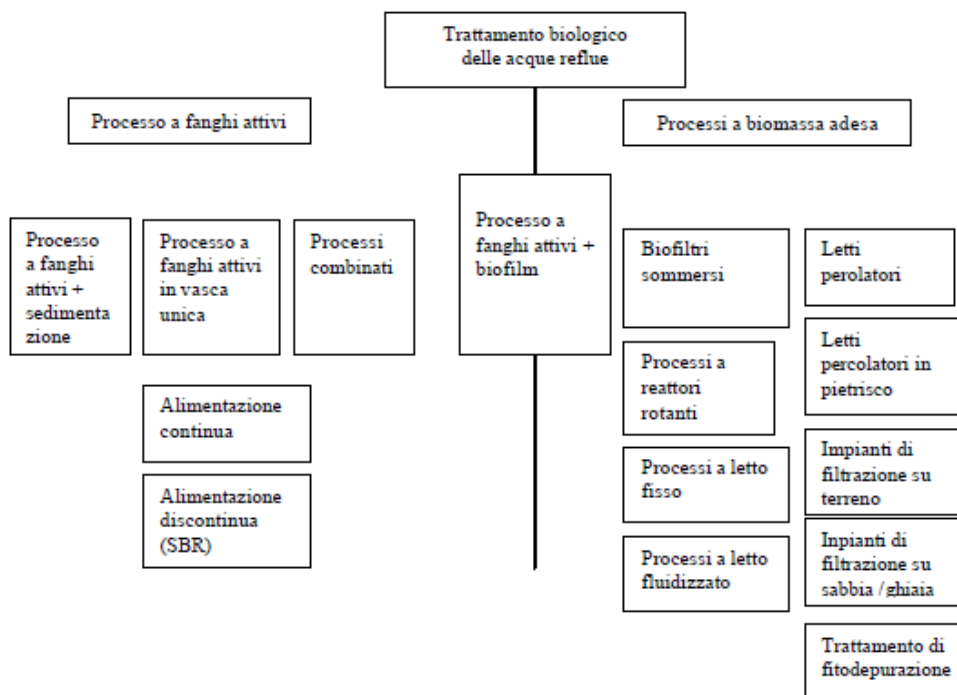 Trattamento biologico
delle acque reflue
Processo a fanghi attivi
Processi a biomassa adesa
Processo
a fanghi
attivi +
sedimenta
zione
Processo a
fanghi attivi
in vasca
unica
Processi
combinati
Processo a
fanghi attivi +
biofilm
Biofiltri
sommersi
Letti
perolatori
Processi a
reattori
rotanti
Letti
percolatori in
pietrisco
Alimentazione
continua
Alimentazione
discontinua
(SBR)
Processi a letto
fisso
Impianti di
filtrazione su
terreno
Processi a letto
fluidizzato
Inpianti di
filtrazione su
sabbia /ghiaia
Trattamento di
fitodepurazione